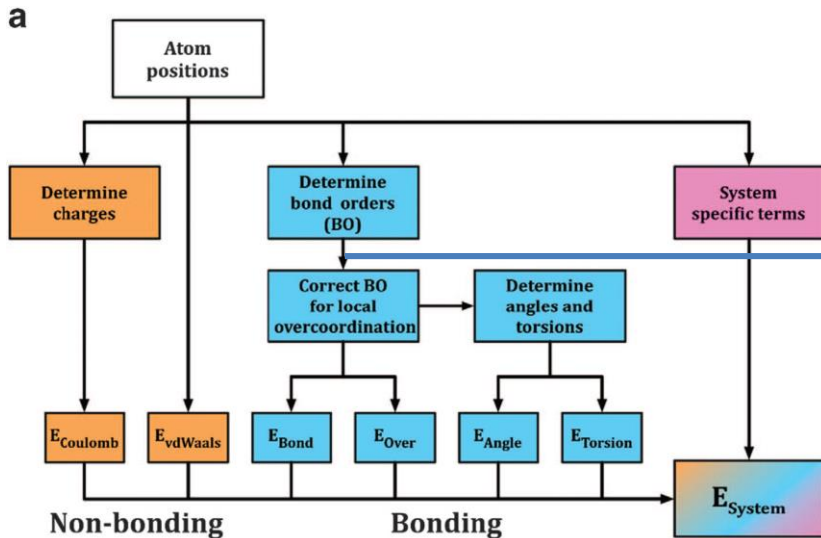 a
Atom
positions
Determine
charges
Determine
bond orders
(BO)
System
specific terms
Correct BO
for local
overcoordination
Determine
angles and
torsions
ECoulomb
EvdWaals
EBond
EOver
EAngle
ETorsion
ESystem
Non-bonding
Bonding